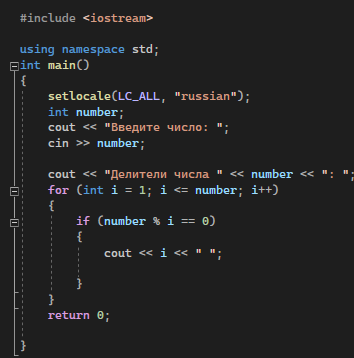 #include <iostream>
using namespace std;
int main()
{
setlocale(LC_ALL, "russian");
int number;
cout << "Введите число: ";
cin >> number;
cout << "Делители числа " << number << ": ";
for (int i = 1; i <= number; i++)
{
if (number % i == 0)
{
cout << i << " ";
}
}
return 0;
}